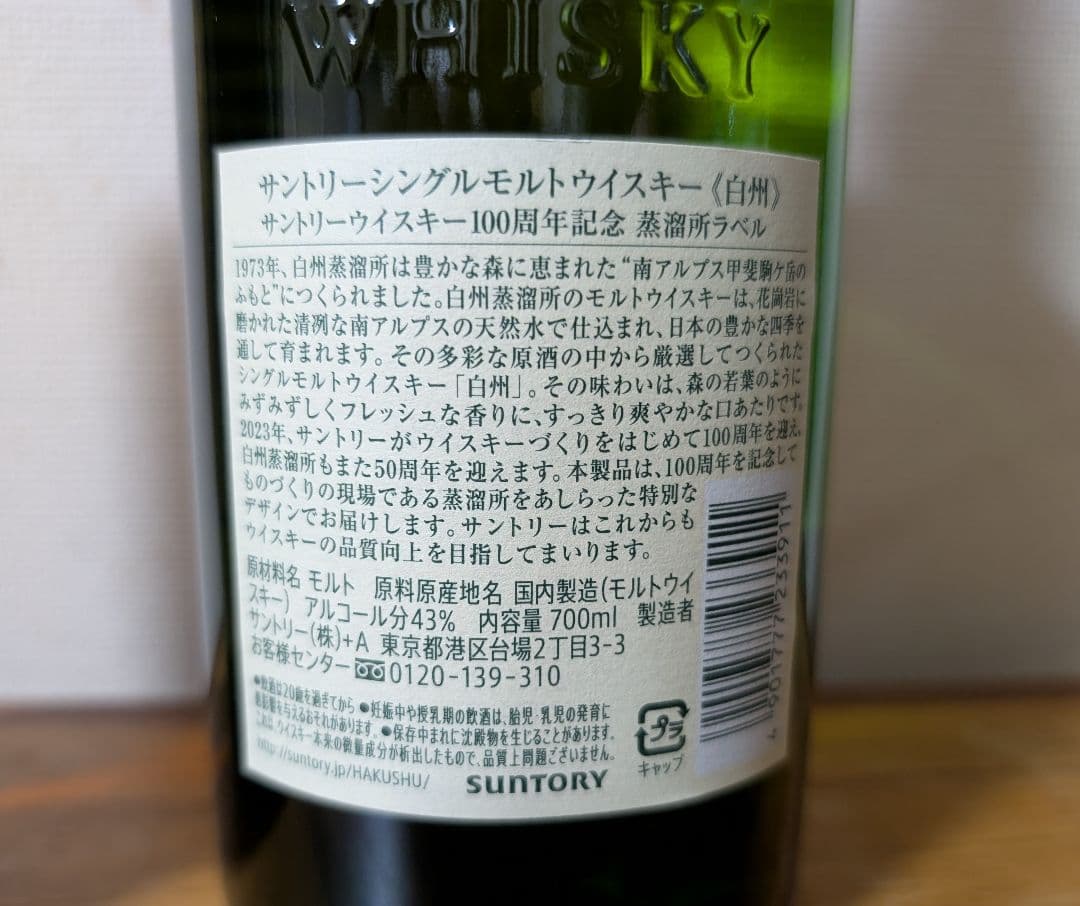 WHISKY
サントリーシングルモルトウイスキー《白州》
サントリーウイスキー100周年記念 蒸溜所ラベル
1973年、白州蒸溜所は豊かな森に恵まれた“南アルプス甲斐駒ケ岳の
ふもと”につくられました。白州蒸溜所のモルトウイスキーは、花崗岩に
磨かれた清冽な南アルプスの天然水で仕込まれ、日本の豊かな四季を
通して育まれます。その多彩な原酒の中から厳選してつくられた
シングルモルトウイスキー「白州」。その味わいは、森の若葉のように
みずみずしくフレッシュな香りに、すっきり爽やかな口あたりです。
2023年、サントリーがウイスキーづくりをはじめて100周年を迎え、
白州蒸溜所もまた50周年を迎えます。本製品は、100周年を記念して
ものづくりの現場である蒸溜所をあしらった特別な
デザインでお届けします。サントリーはこれからも
ウイスキーの品質向上を目指してまいります。
原材料名 モルト 原料原産地名 国内製造(モルトウイ
スキー) アルコール分43% 内容量 700ml 製造者
サントリー(株)+A 東京都港区台場2丁目3-3
お客様センター 0120-139-310
●飲酒は20歳を過ぎてから ●妊娠中や授乳期の飲酒は、胎児・乳児の発育に
悪影響を与えるおそれがあります。●保存中まれに沈殿物を生じることがあります。
これは、ウイスキー本来の微量成分が析出したもので、品質上問題ございません。
http://suntory.jp/HAKUSHU/
SUNTORY
プラ
キャップ
4 901777 233911